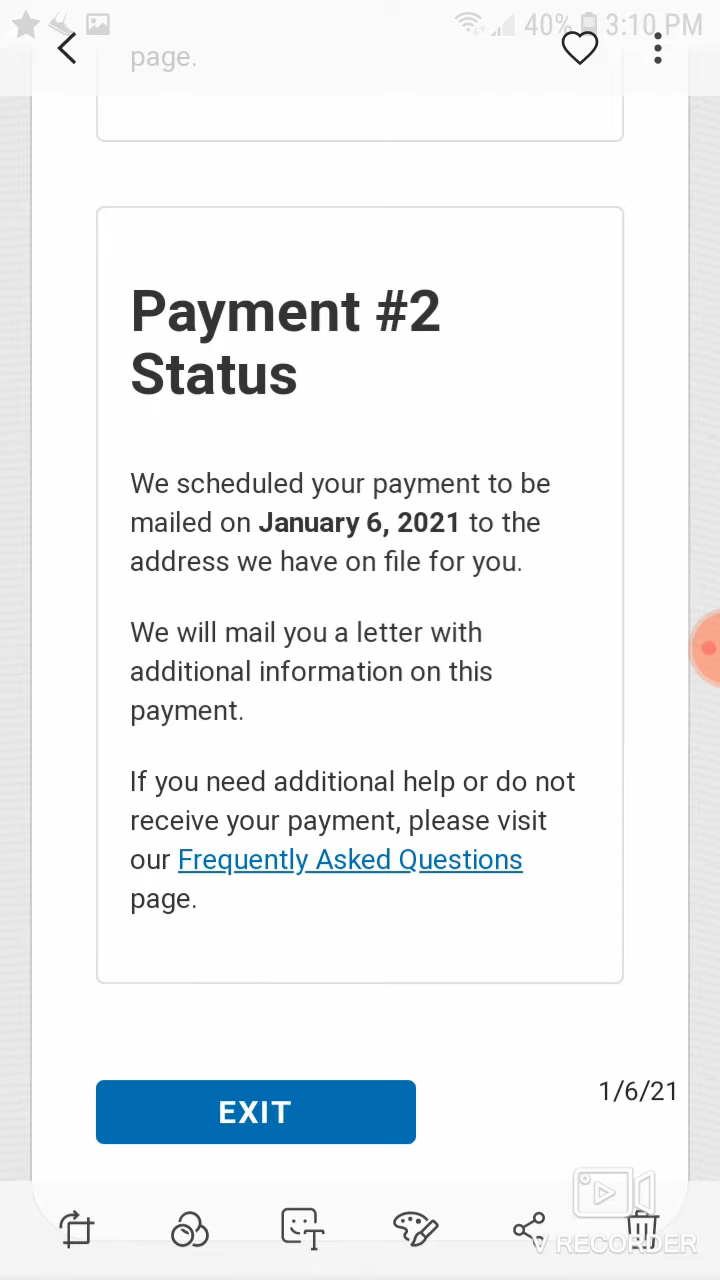 40% 3:10 PM
page.
Payment #2
Status
We scheduled your payment to be
mailed on January 6, 2021 to the
address we have on file for you.
We will mail you a letter with
additional information on this
payment.
If you need additional help or do not
receive your payment, please visit
our Frequently Asked Questions
page.
EXIT
1/6/21
T
V RECORDER